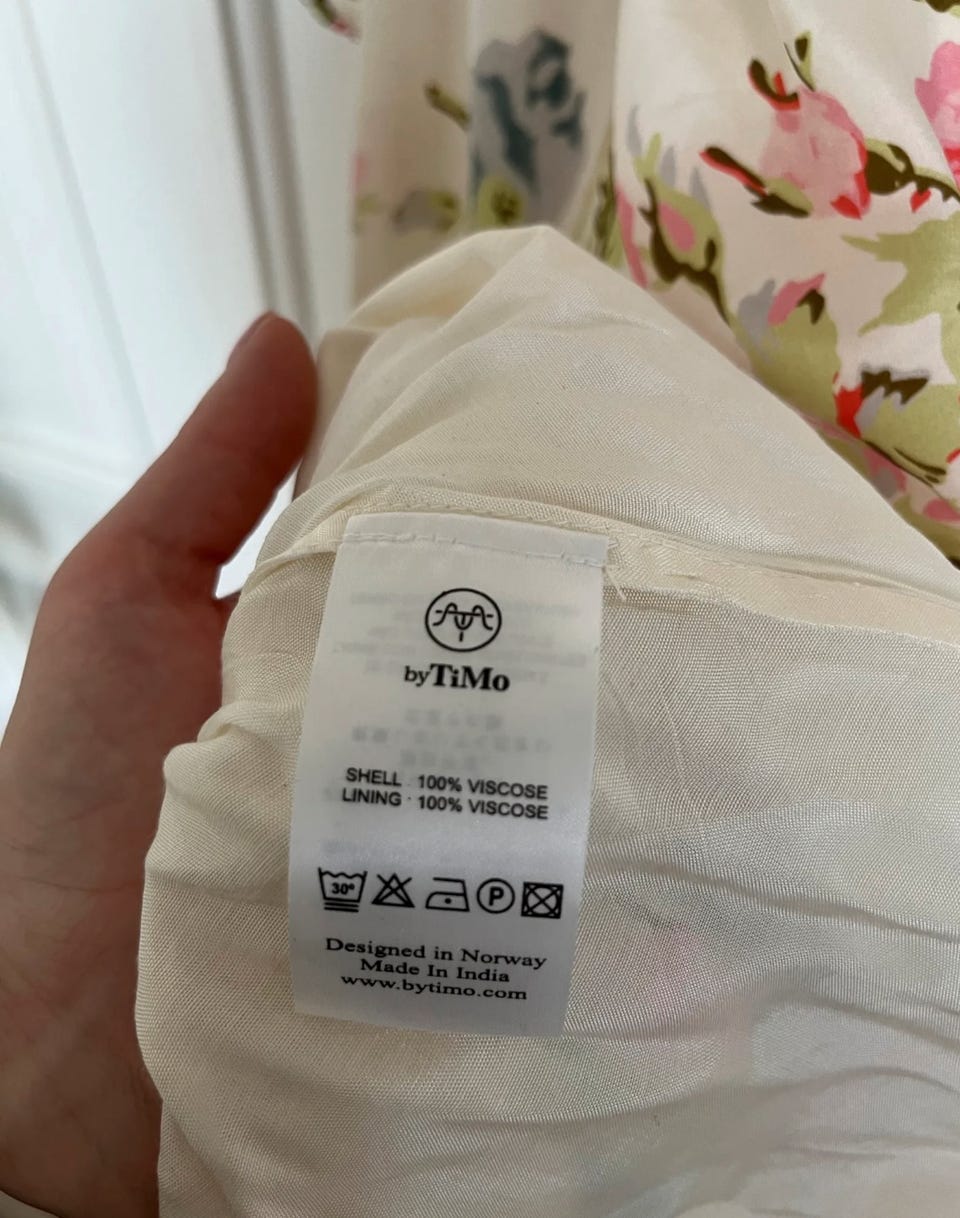 byTiMo
SHELL : 100% VISCOSE
LINING : 100% VISCOSE
30°
P
Designed in Norway
Made In India
www.bytimo.com